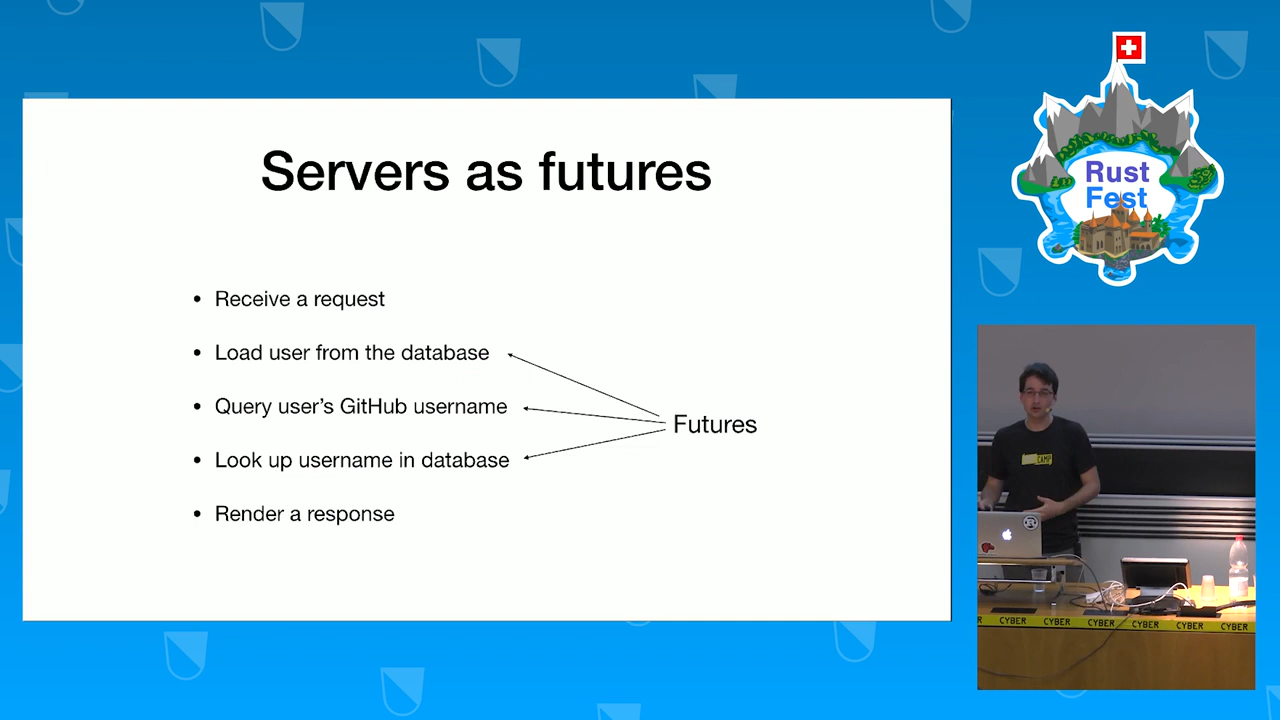 Servers as futures
• Receive a request
• Load user from the database
• Query user’s GitHub username
• Look up username in database
• Render a response
Futures
Rust
Fest
CAMP
CYBER CYBER CYBER CYBER CYBER CYBER